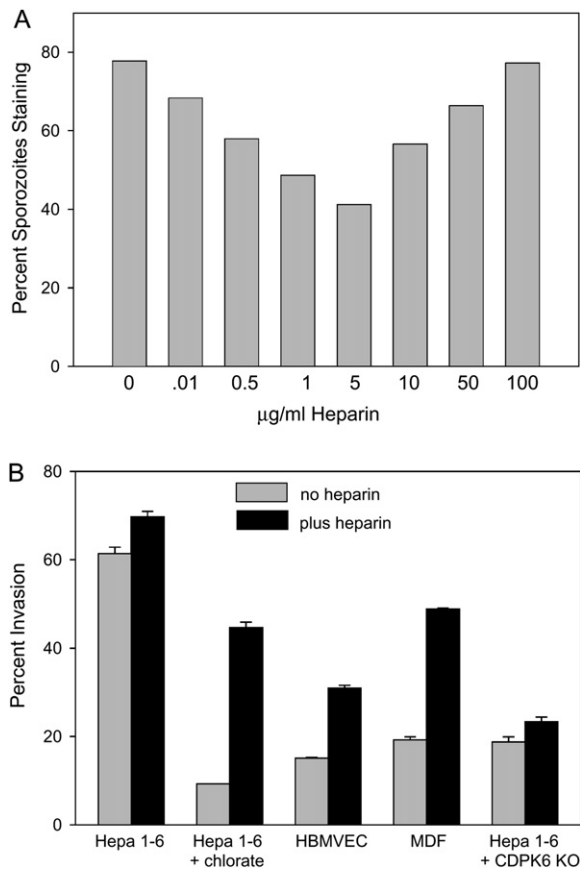 A
Percent Sporozoites Staining
80
60
40
20
0
0 .01 0.5 1 5 10 50 100
μg/ml Heparin
B
Percent Invasion
80
60
40
20
0
no heparin
plus heparin
Hepa 1-6
Hepa 1-6
+ chlorate
HBMVEC
MDF
Hepa 1-6
+ CDPK6 KO